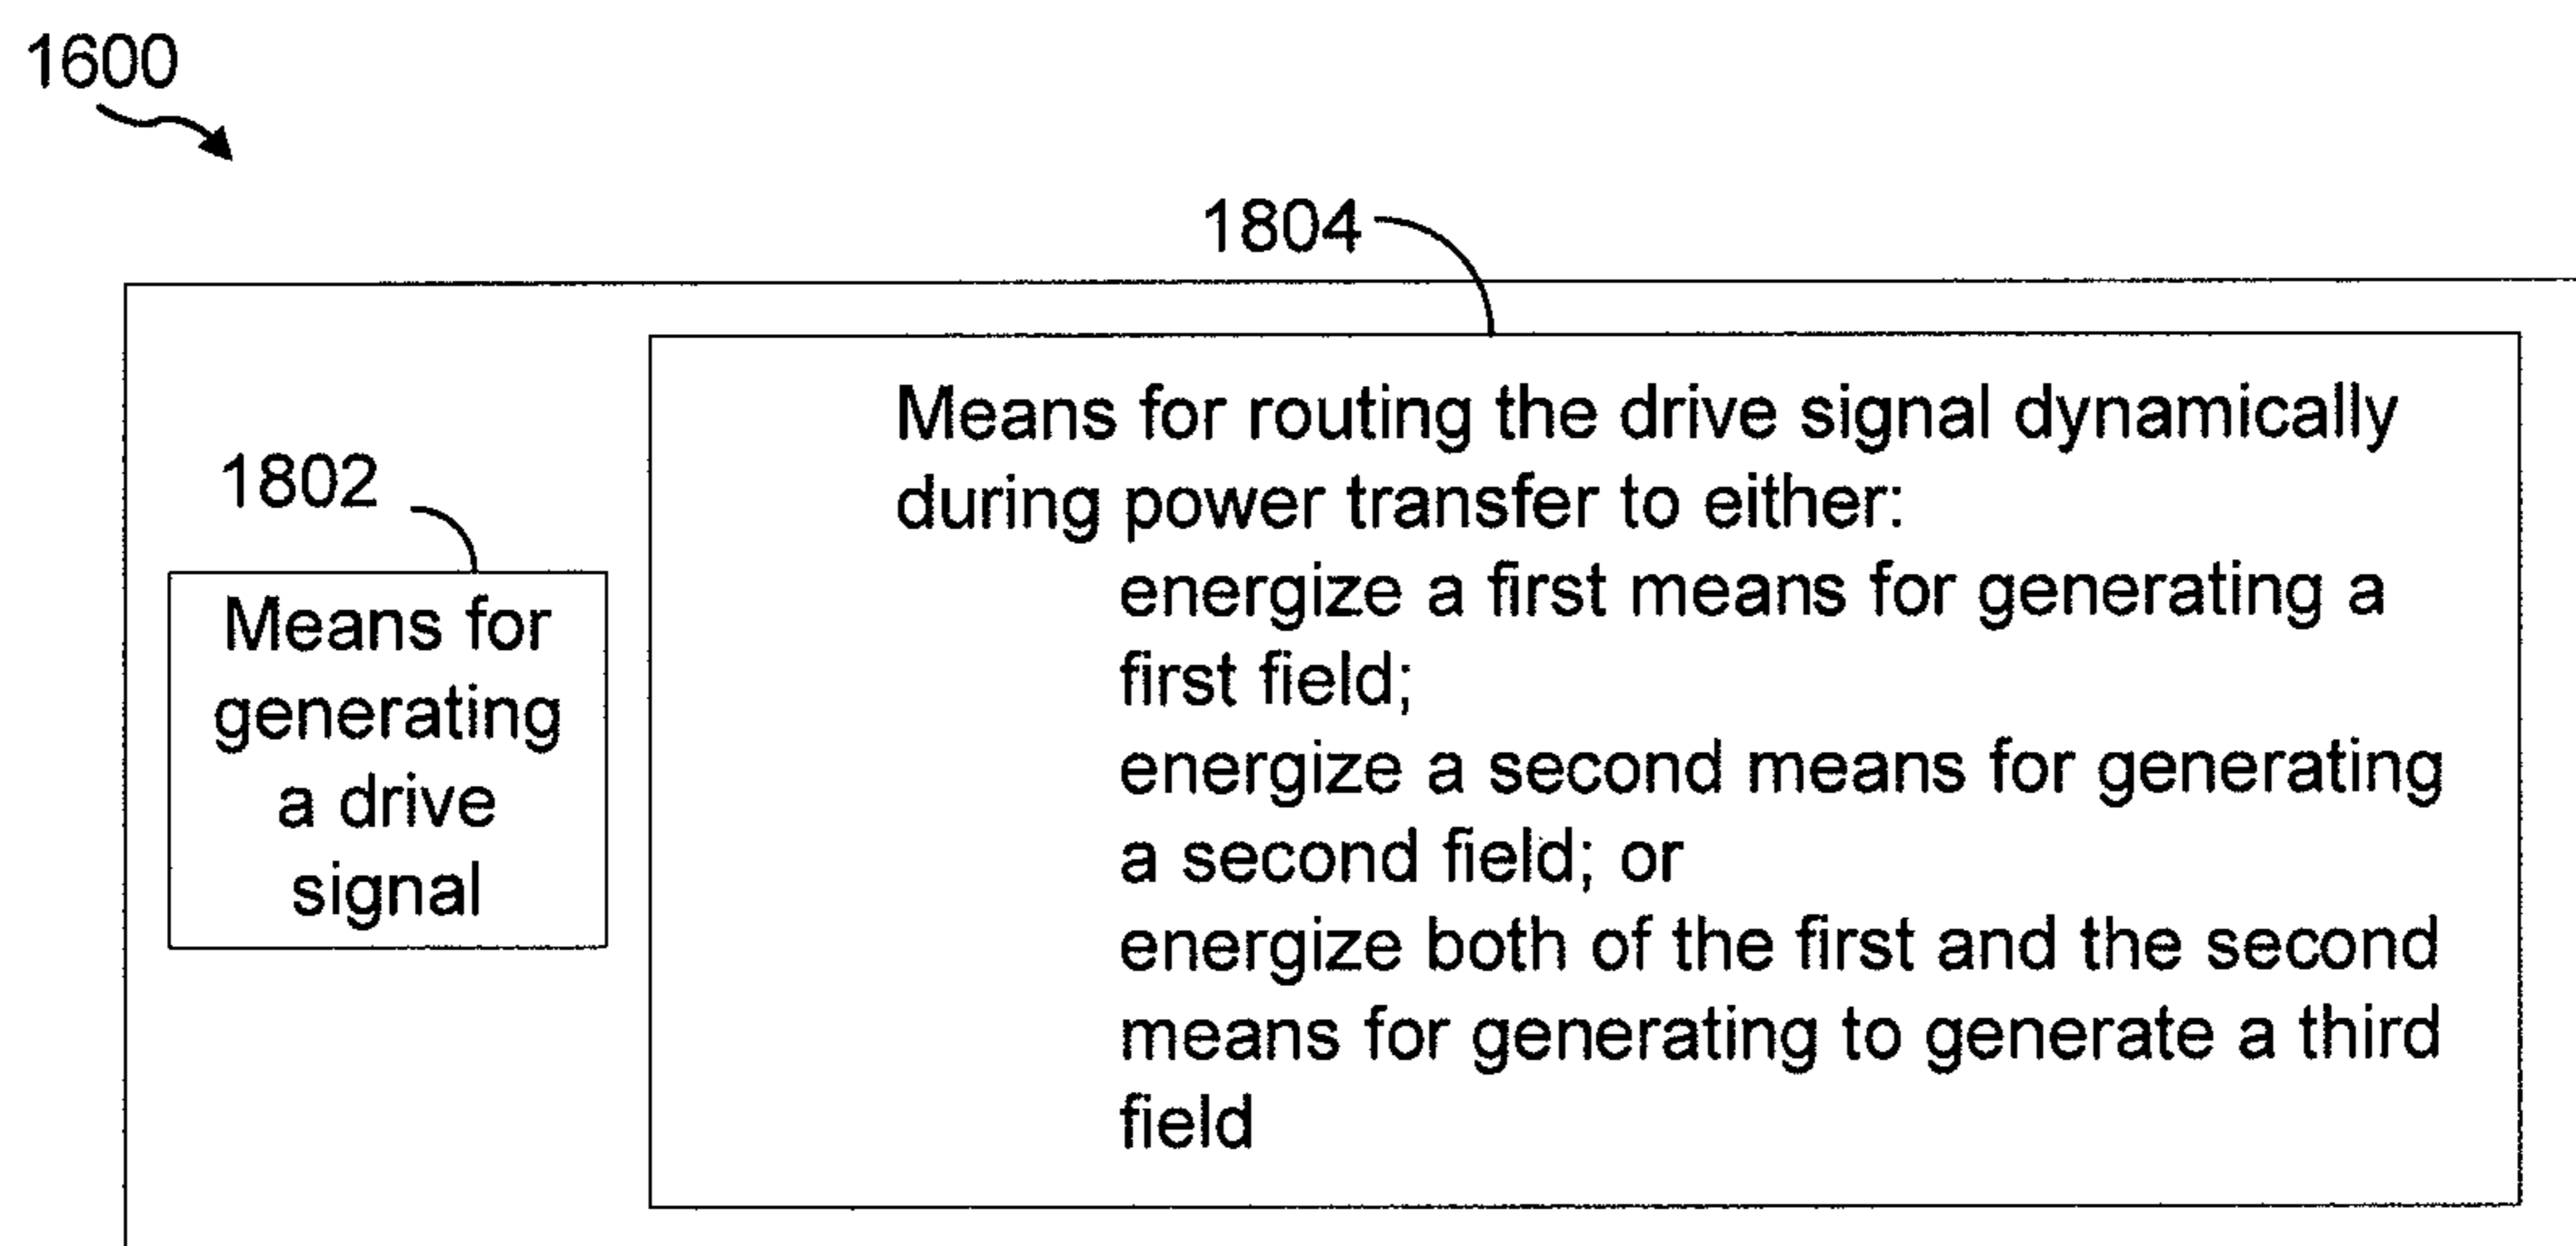 1600
1804
1802
Means for
generating
a drive
signal
Means for routing the drive signal dynamically
during power transfer to either:
energize a first means for generating a
first field;
energize a second means for generating
a second field; or
energize both of the first and the second
means for generating to generate a third
field